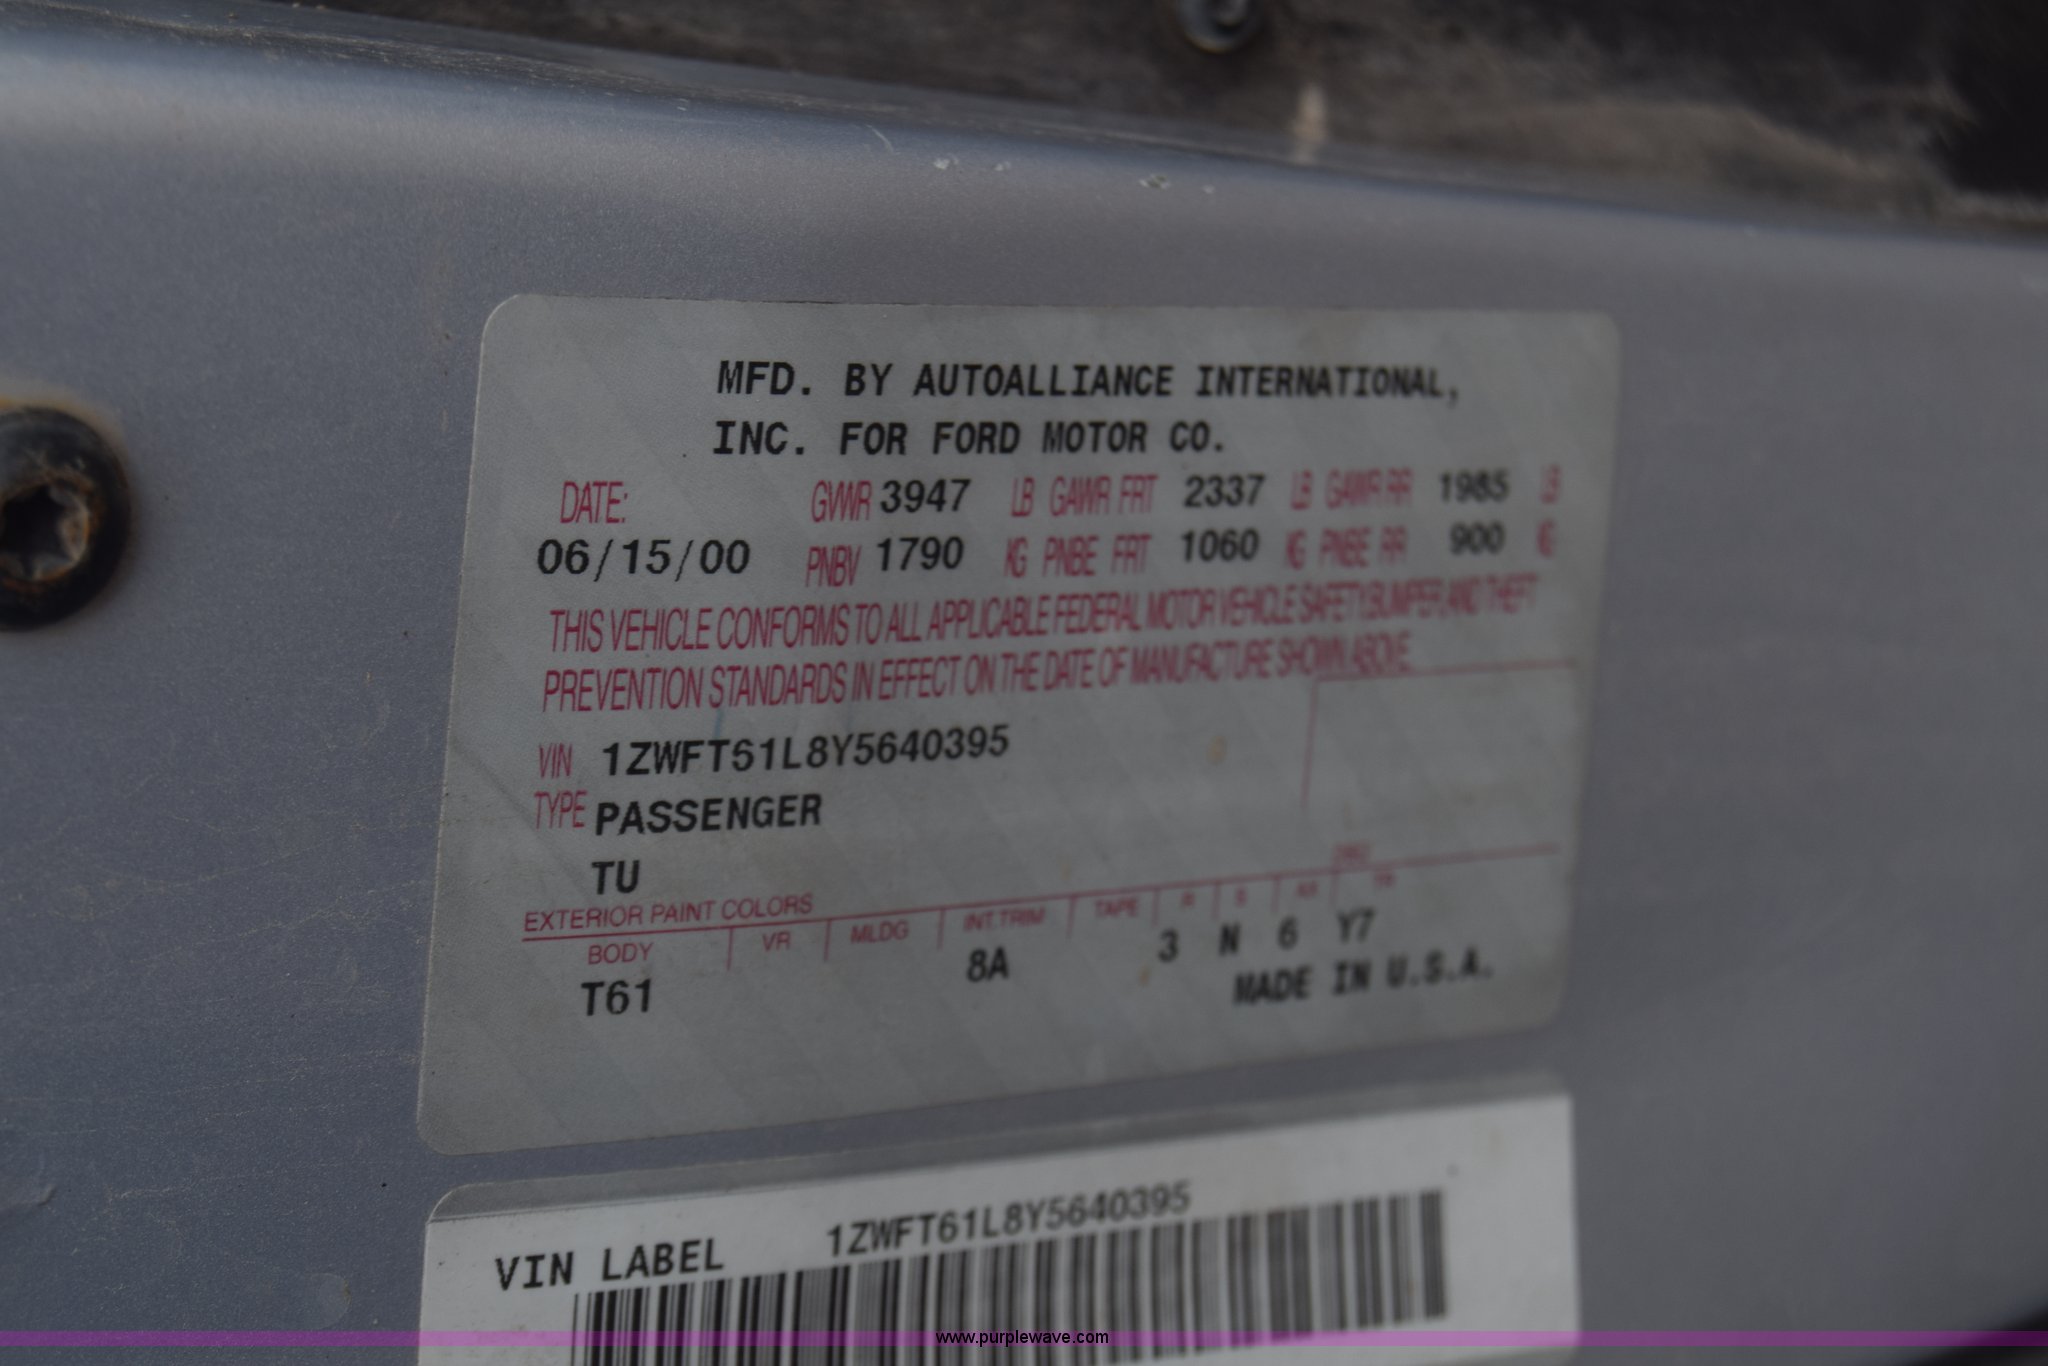 MFD. BY AUTOALLIANCE INTERNATIONAL,
INC. FOR FORD MOTOR CO.
DATE: GVWR 3947 LB GAWR FRT 2337 LB GAWR RR 1985 LB
06/15/00 PNBV 1790 KG PNBE FRT 1060 KG PNBE RR 900 KG
THIS VEHICLE CONFORMS TO ALL APPLICABLE FEDERAL MOTOR VEHICLE SAFETY, BUMPER, AND THEFT
PREVENTION STANDARDS IN EFFECT ON THE DATE OF MANUFACTURE SHOWN ABOVE
VIN 1ZWFT61L8Y5640395
TYPE PASSENGER
TU
EXTERIOR PAINT COLORS DSO
BODY VR MLDG INT.TRIM TAPE R S AX TR
T61 8A 3 N 6 Y7
MADE IN U.S.A.
VIN LABEL 1ZWFT61L8Y5640395
www.purplewave.com